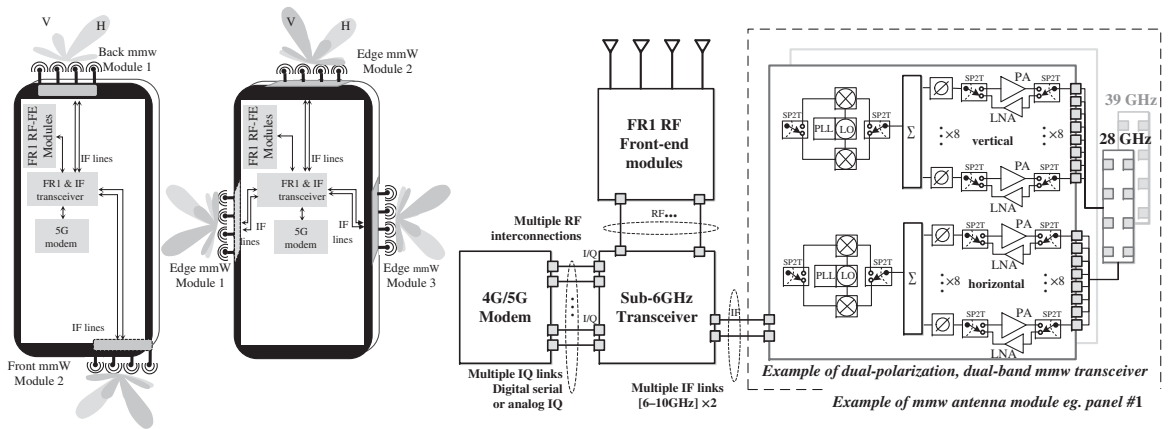 V
H
Back mmw
Module 1
FR1 RF-FE
Modules
IF lines
FR1 & IF
transceiver
5G
modem
IF lines
Front mmW
Module 2
V
H
Edge mmW
Module 2
FR1 RF-FE
Modules
IF lines
FR1 & IF
transceiver
5G
modem
IF
lines
IF
lines
Edge mmW
Module 1
Edge mmW
Module 3
FR1 RF
Front-end
modules
Multiple RF
interconnections
RF...
I/Q
I/Q
4G/5G
Modem
Sub-6GHz
Transceiver
IF
Multiple IQ links
Digital serial
or analog IQ
Multiple IF links
[6–10GHz] ×2
SP2T
PLL
LO
SP2T
Σ
Ø
SP2T
PA
SP2T
LNA
×8
vertical
×8
Ø
SP2T
PA
SP2T
LNA
SP2T
PLL
LO
SP2T
Σ
Ø
SP2T
PA
SP2T
LNA
×8
horizontal
×8
Ø
SP2T
PA
SP2T
LNA
39 GHz
28 GHz
Example of dual-polarization, dual-band mmw transceiver
Example of mmw antenna module eg. panel #1